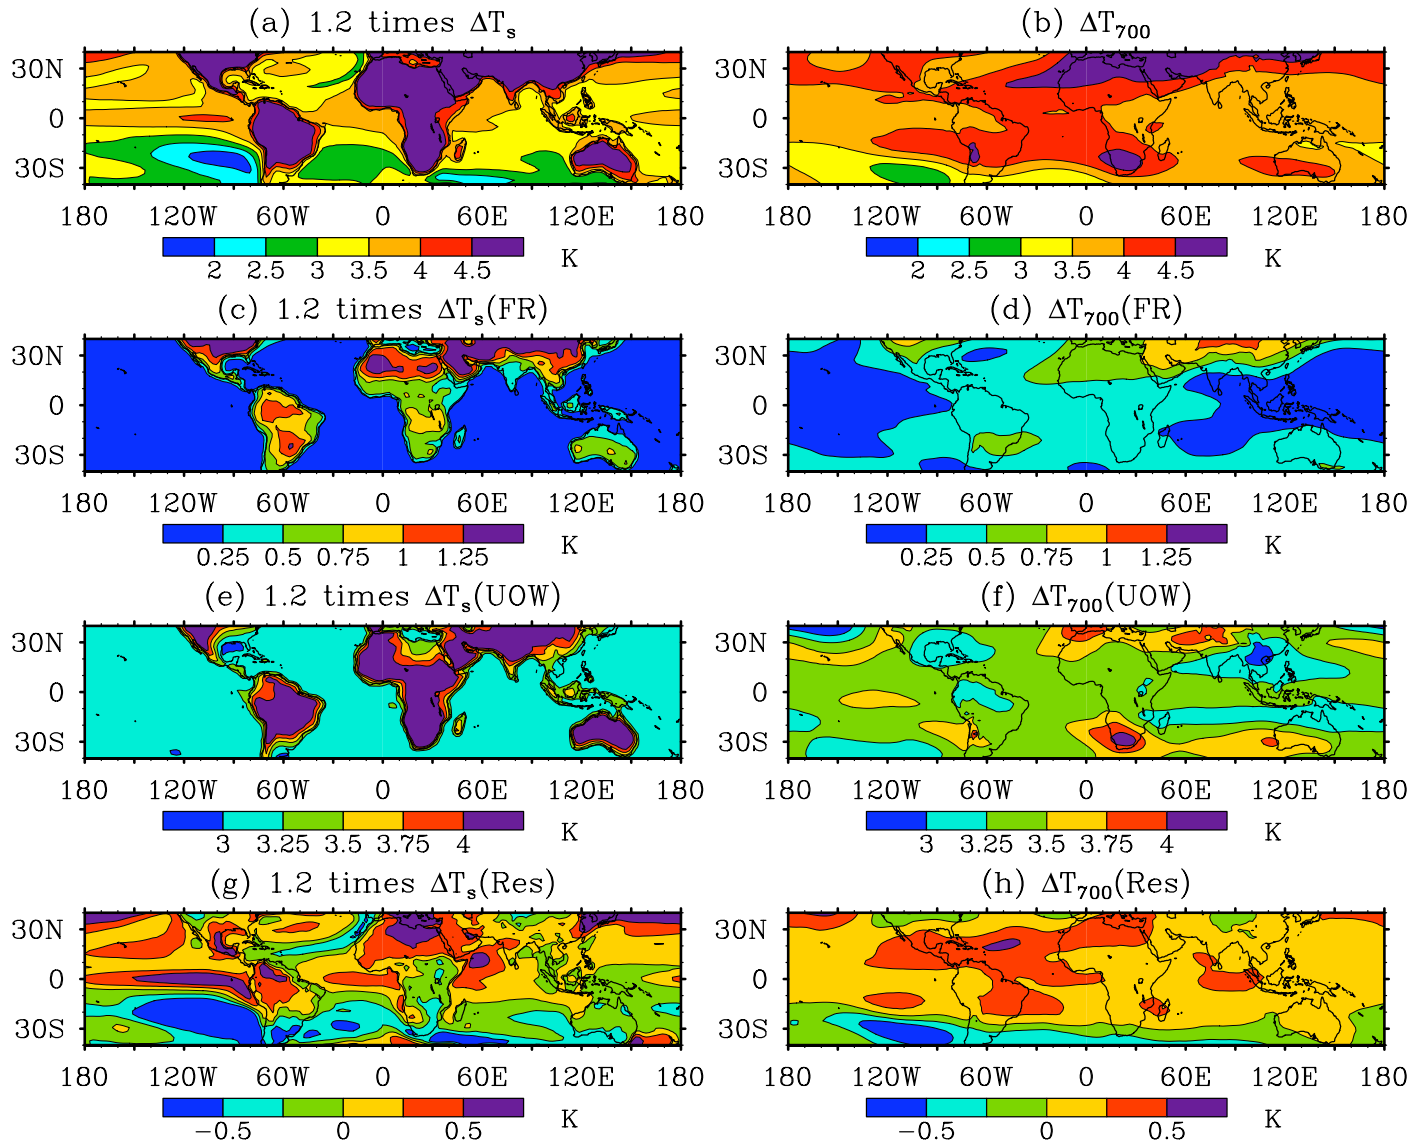 (a) 1.2 times ΔTs
(b) ΔT700
30N
0
30S
180 120W 60W 0 60E 120E 180
2 2.5 3 3.5 4 4.5 K
30N
0
30S
180 120W 60W 0 60E 120E 180
2 2.5 3 3.5 4 4.5 K
(c) 1.2 times ΔTs(FR)
(d) ΔT700(FR)
30N
0
30S
180 120W 60W 0 60E 120E 180
0.25 0.5 0.75 1 1.25 K
30N
0
30S
180 120W 60W 0 60E 120E 180
0.25 0.5 0.75 1 1.25 K
(e) 1.2 times ΔTs(UOW)
(f) ΔT700(UOW)
30N
0
30S
180 120W 60W 0 60E 120E 180
3 3.25 3.5 3.75 4 K
30N
0
30S
180 120W 60W 0 60E 120E 180
3 3.25 3.5 3.75 4 K
(g) 1.2 times ΔTs(Res)
(h) ΔT700(Res)
30N
0
30S
180 120W 60W 0 60E 120E 180
−0.5 0 0.5 K
30N
0
30S
180 120W 60W 0 60E 120E 180
−0.5 0 0.5 K